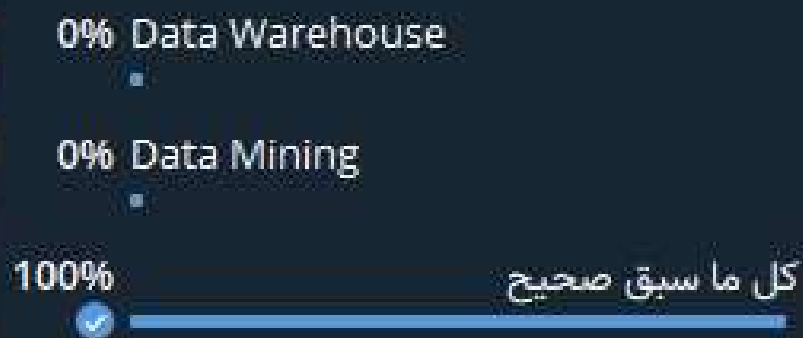 0% Data Warehouse
0% Data Mining
100% كل ما سبق صحيح